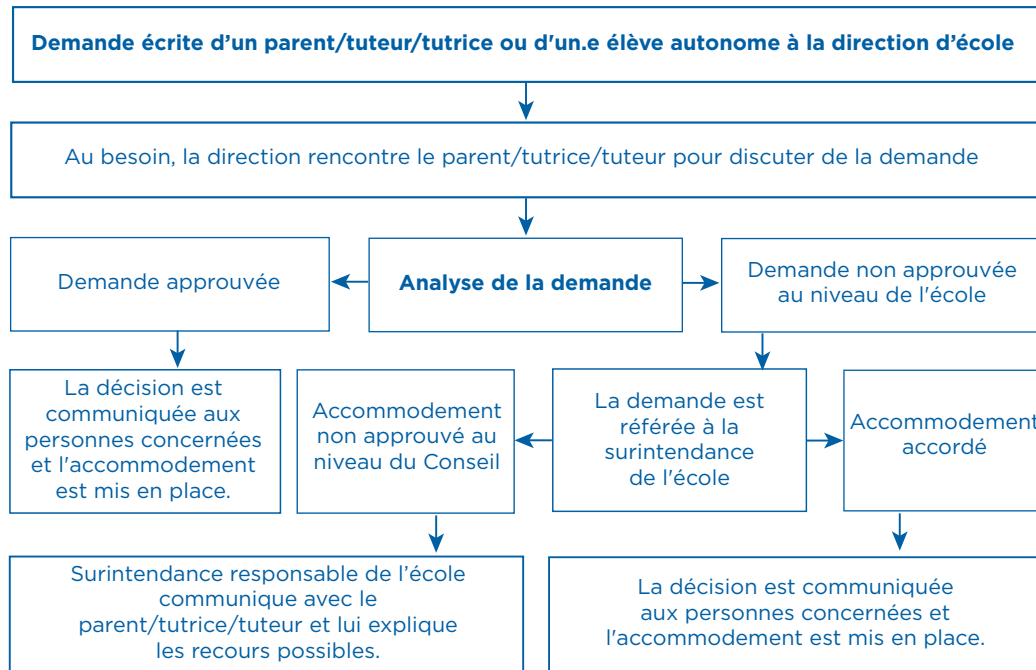 Demande écrite d'un parent/tuteur/tutrice ou d'un.e élève autonome à la direction d'école
Au besoin, la direction rencontre le parent/tutrice/tuteur pour discuter de la demande
Demande approuvée
Analyse de la demande
Demande non approuvée
au niveau de l'école
La décision est
communiquée aux
personnes concernées
et l'accommodement
est mis en place.
Accommodement
non approuvé au
niveau du Conseil
La demande est
référée à la
surintendance
de l'école
Accommodement
accordé
Surintendance responsable de l'école
communique avec le
parent/tutrice/tuteur et lui explique
les recours possibles.
La décision est communiquée
aux personnes concernées et
l'accommodement est mis en place.